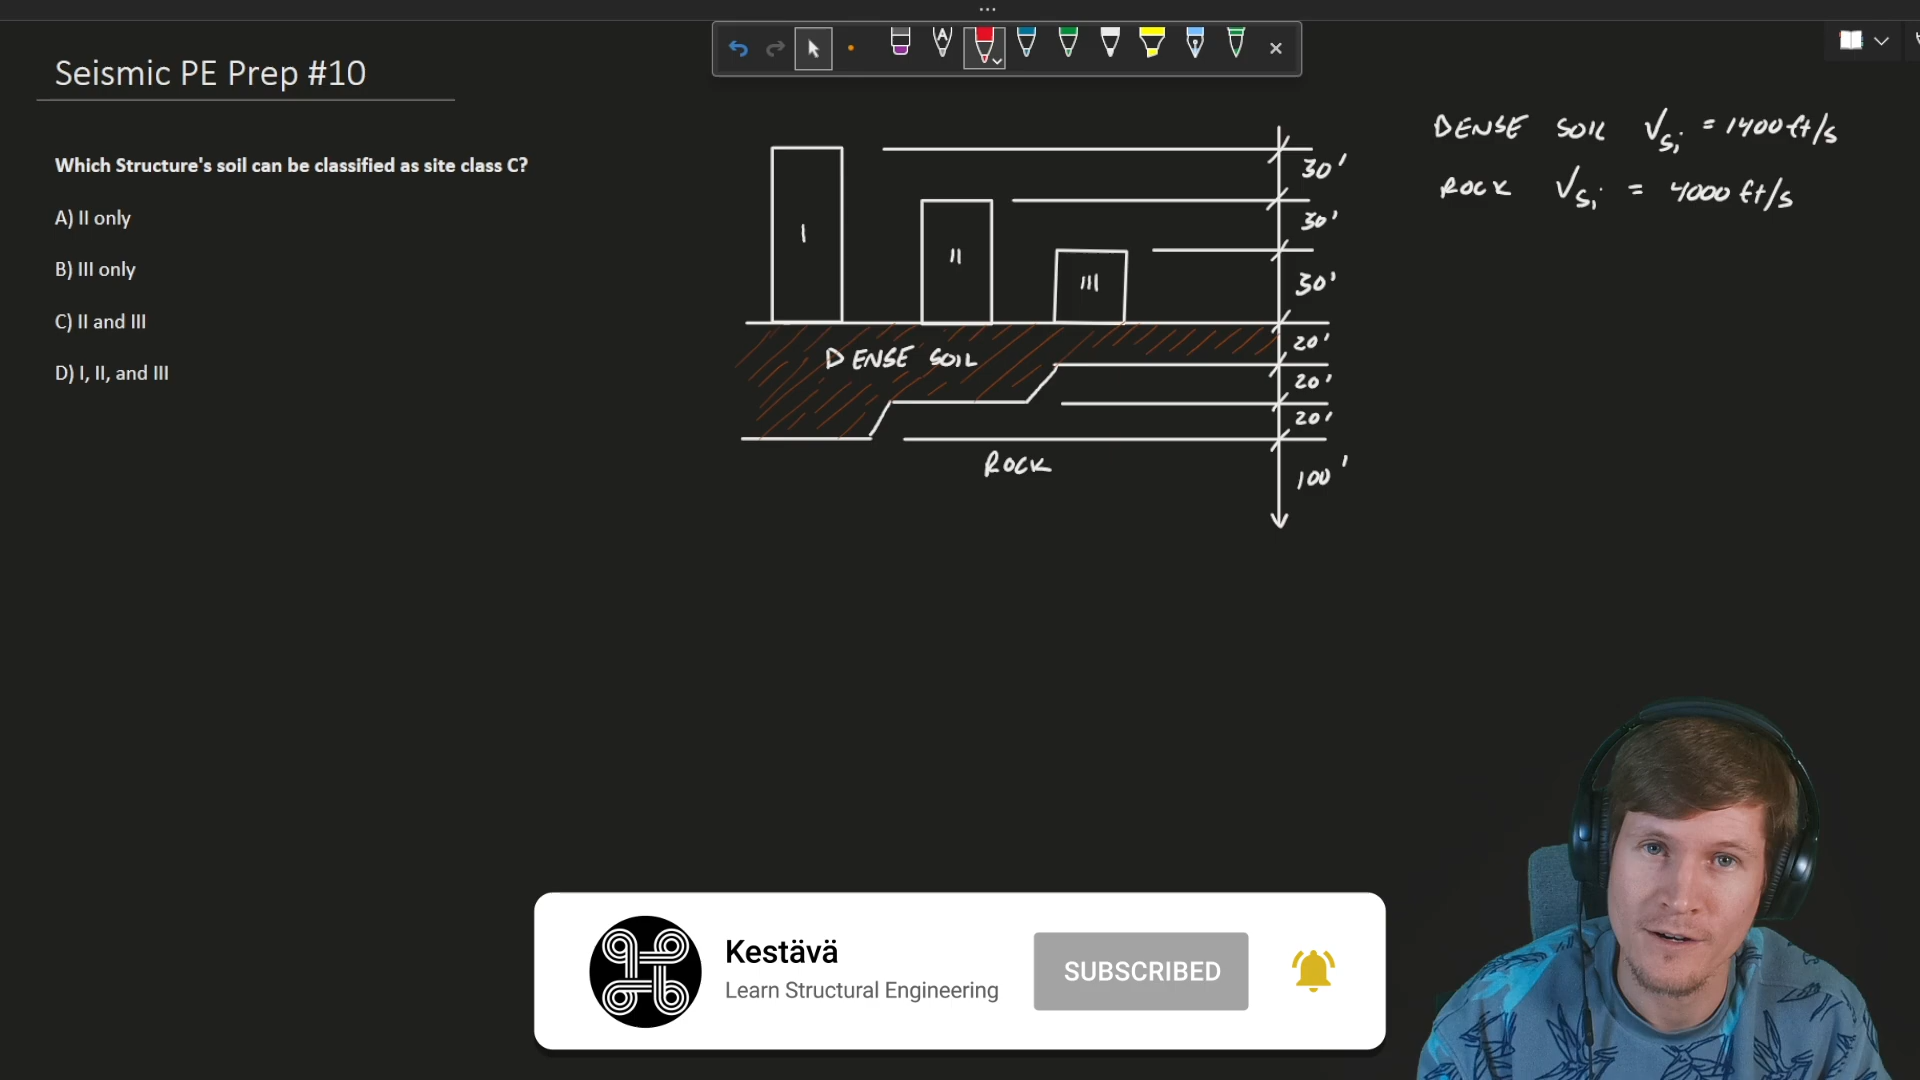 Seismic PE Prep #10
Which Structure's soil can be classified as site class C?
A) II only
B) III only
C) II and III
D) I, II, and III
A
DENSE SOIL Vsi = 1400 ft/s
ROCK Vsi = 4000 ft/s
30'
30'
30'
I
II
III
20'
DENSE SOIL
20'
20'
ROCK
100'
Kestävä
Learn Structural Engineering
SUBSCRIBED